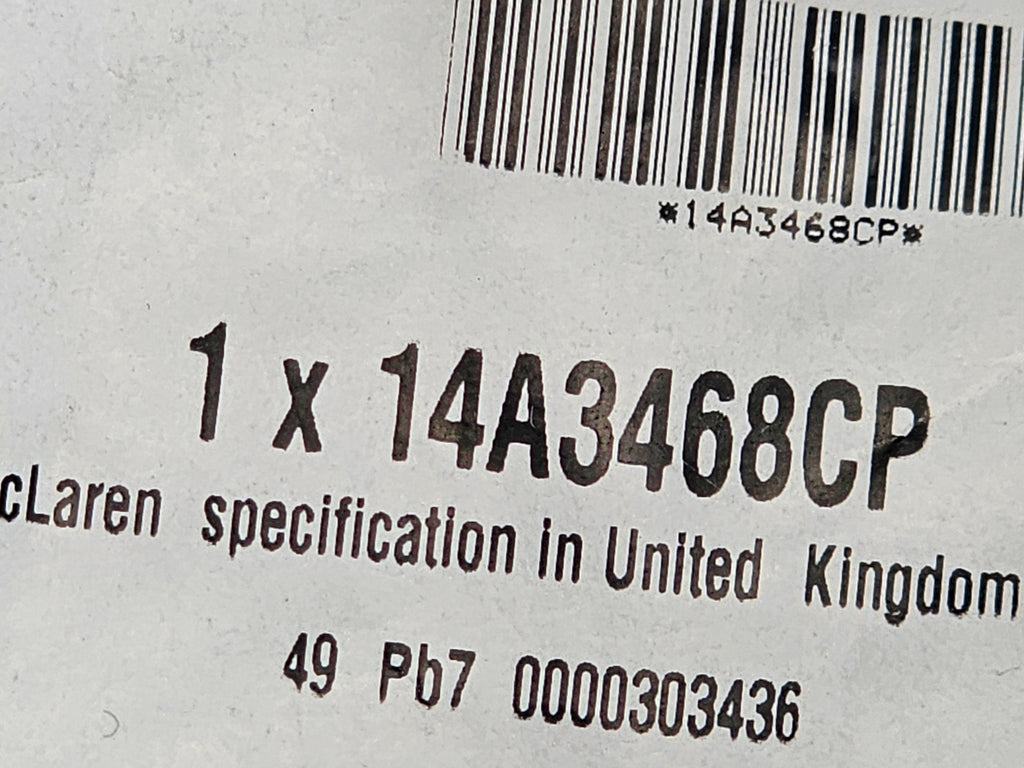 *14A3468CP*
1 x 14A3468CP
cLaren specification in United Kingdom
49 Pb7 0000303436